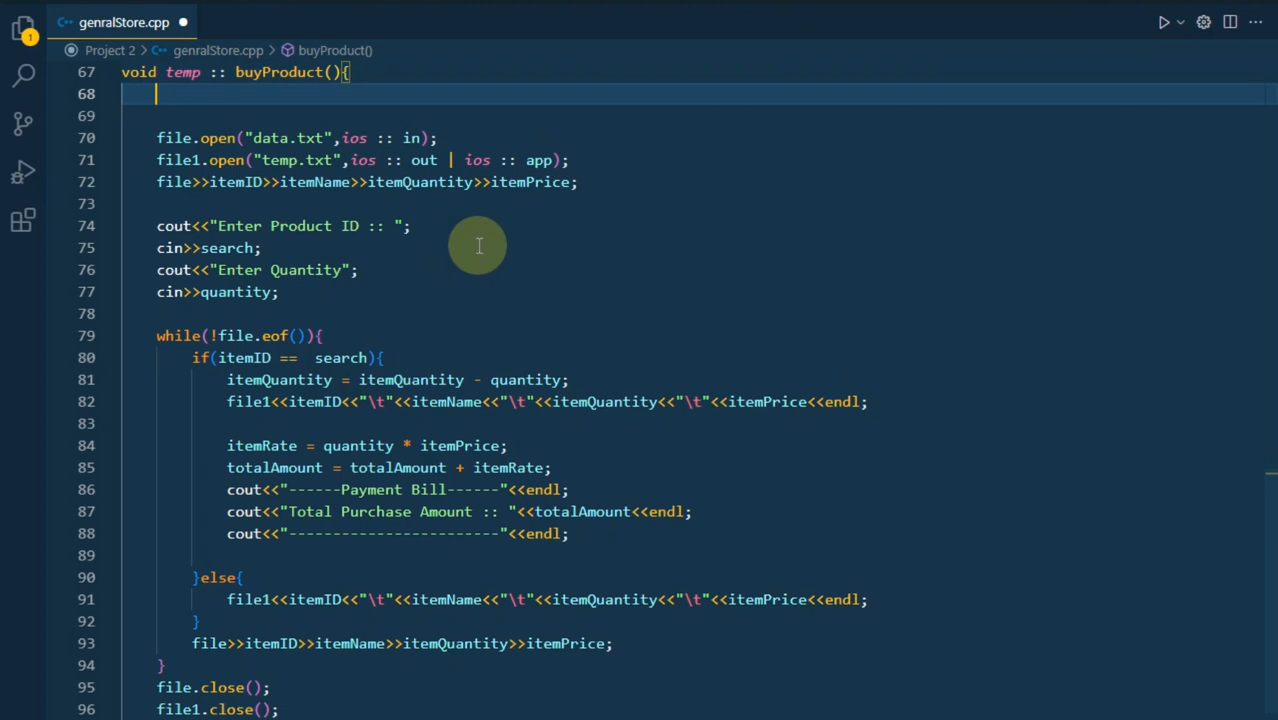 genralStore.cpp
1
Project 2 > genralStore.cpp > buyProduct()
67 void temp :: buyProduct(){
68
69
70 file.open("data.txt",ios :: in);
71 file1.open("temp.txt",ios :: out | ios :: app);
72 file>>itemID>>itemName>>itemQuantity>>itemPrice;
73
74 cout<<"Enter Product ID :: ";
75 cin>>search;
76 cout<<"Enter Quantity";
77 cin>>quantity;
78
79 while(!file.eof()){
80 if(itemID ==  search){
81 itemQuantity = itemQuantity - quantity;
82 file1<<itemID<<"\t"<<itemName<<"\t"<<itemQuantity<<"\t"<<itemPrice<<endl;
83
84 itemRate = quantity * itemPrice;
85 totalAmount = totalAmount + itemRate;
86 cout<<"------Payment Bill------"<<endl;
87 cout<<"Total Purchase Amount :: "<<totalAmount<<endl;
88 cout<<"------------------------"<<endl;
89
90 }else{
91 file1<<itemID<<"\t"<<itemName<<"\t"<<itemQuantity<<"\t"<<itemPrice<<endl;
92 }
93 file>>itemID>>itemName>>itemQuantity>>itemPrice;
94 }
95 file.close();
96 file1.close();